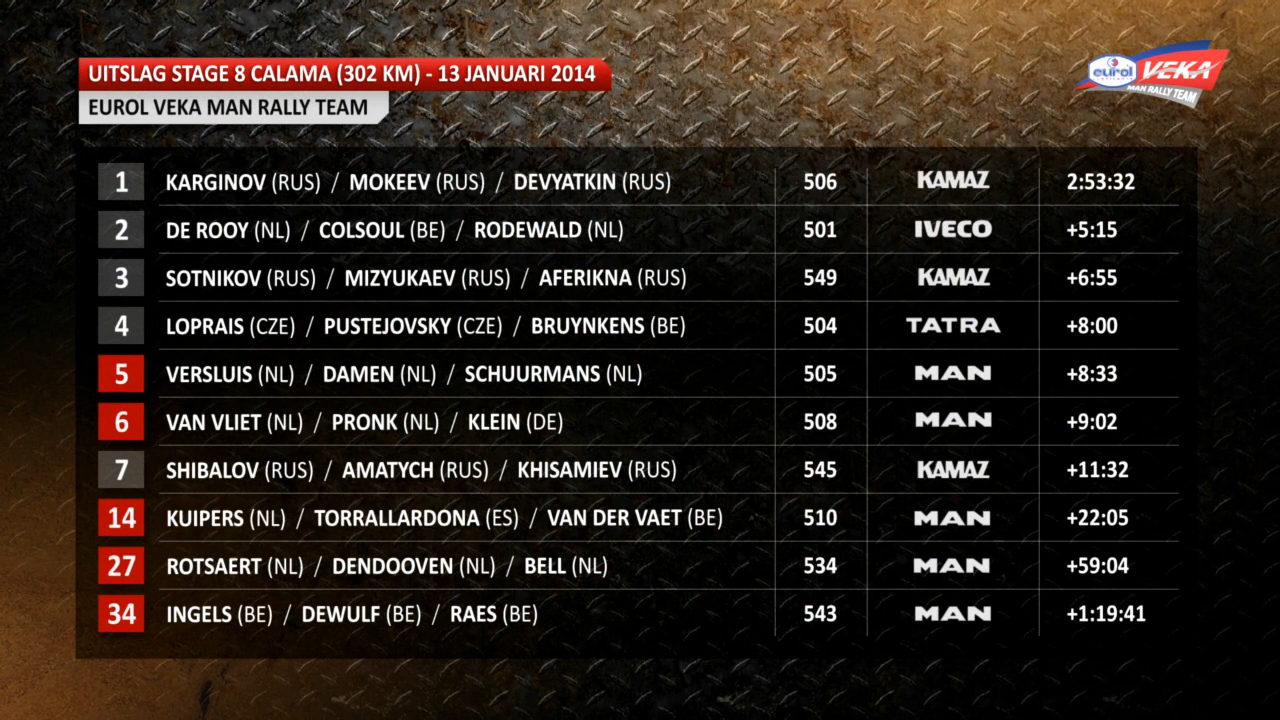 UITSLAG STAGE 8 CALAMA (302 KM) - 13 JANUARI 2014
EUROL VEKA MAN RALLY TEAM
eurol VEKA
MAN RALLY TEAM
1 KARGINOV (RUS) / MOKEEV (RUS) / DEVYATKIN (RUS) 506 KAMAZ 2:53:32
2 DE ROOY (NL) / COLSOUL (BE) / RODEWALD (NL) 501 IVECO +5:15
3 SOTNIKOV (RUS) / MIZYUKAEV (RUS) / AFERIKNA (RUS) 549 KAMAZ +6:55
4 LOPRAIS (CZE) / PUSTEJOVSKY (CZE) / BRUYNKENS (BE) 504 TATRA +8:00
5 VERSLUIS (NL) / DAMEN (NL) / SCHUURMANS (NL) 505 MAN +8:33
6 VAN VLIET (NL) / PRONK (NL) / KLEIN (DE) 508 MAN +9:02
7 SHIBALOV (RUS) / AMATYCH (RUS) / KHISAMIEV (RUS) 545 KAMAZ +11:32
14 KUIPERS (NL) / TORRALLARDONA (ES) / VAN DER VAET (BE) 510 MAN +22:05
27 ROTSAERT (NL) / DENDOOVEN (NL) / BELL (NL) 534 MAN +59:04
34 INGELS (BE) / DEWULF (BE) / RAES (BE) 543 MAN +1:19:41